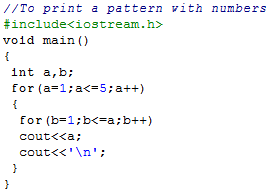 //To print a pattern with numbers
#include<iostream.h>
void main()
{
int a,b;
for(a=1;a<=5;a++)
{
for(b=1;b<=a;b++)
cout<<a;
cout<<'\n';
}
}